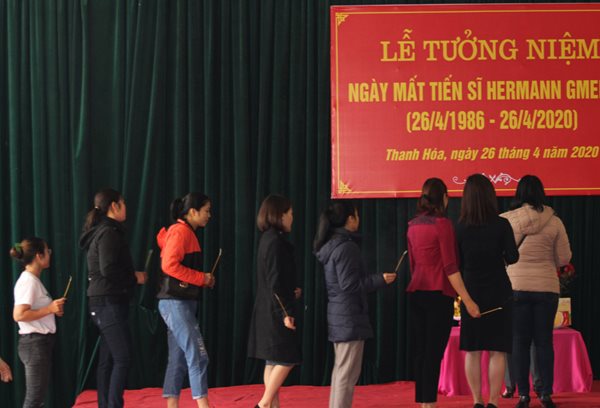 LỄ TƯỞNG NIỆM
NGÀY MẤT TIẾN SĨ HERMANN GME
(26/4/1986 - 26/4/2020)
Thanh Hóa, ngày 26 tháng 4 năm 2020